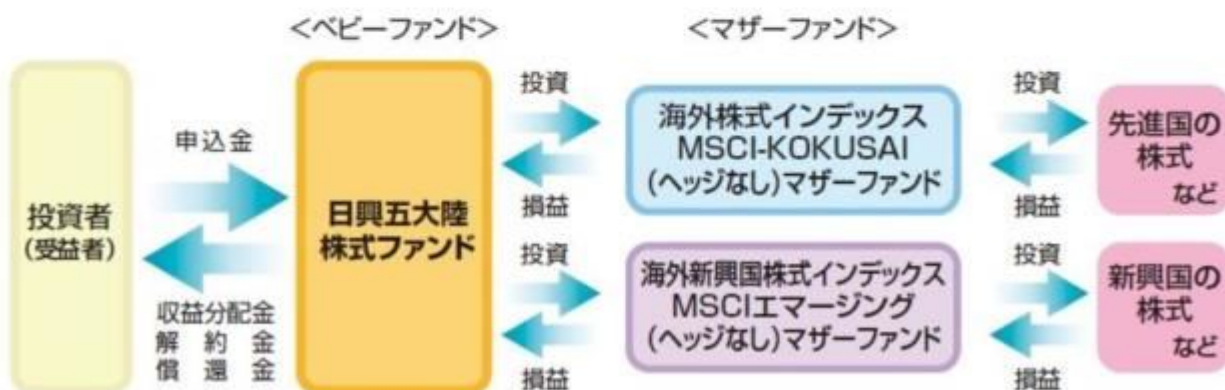 <ベビーファンド>
<マザーファンド>
投資者
(受益者)
申込金
収益分配金
解約金
償還金
日興五大陸
株式ファンド
投資
損益
投資
損益
海外株式インデックス
MSCI-KOKUSAI
(ヘッジなし)マザーファンド
海外新興国株式インデックス
MSCIエマージング
(ヘッジなし)マザーファンド
投資
損益
投資
損益
先進国の
株式
など
新興国の
株式
など